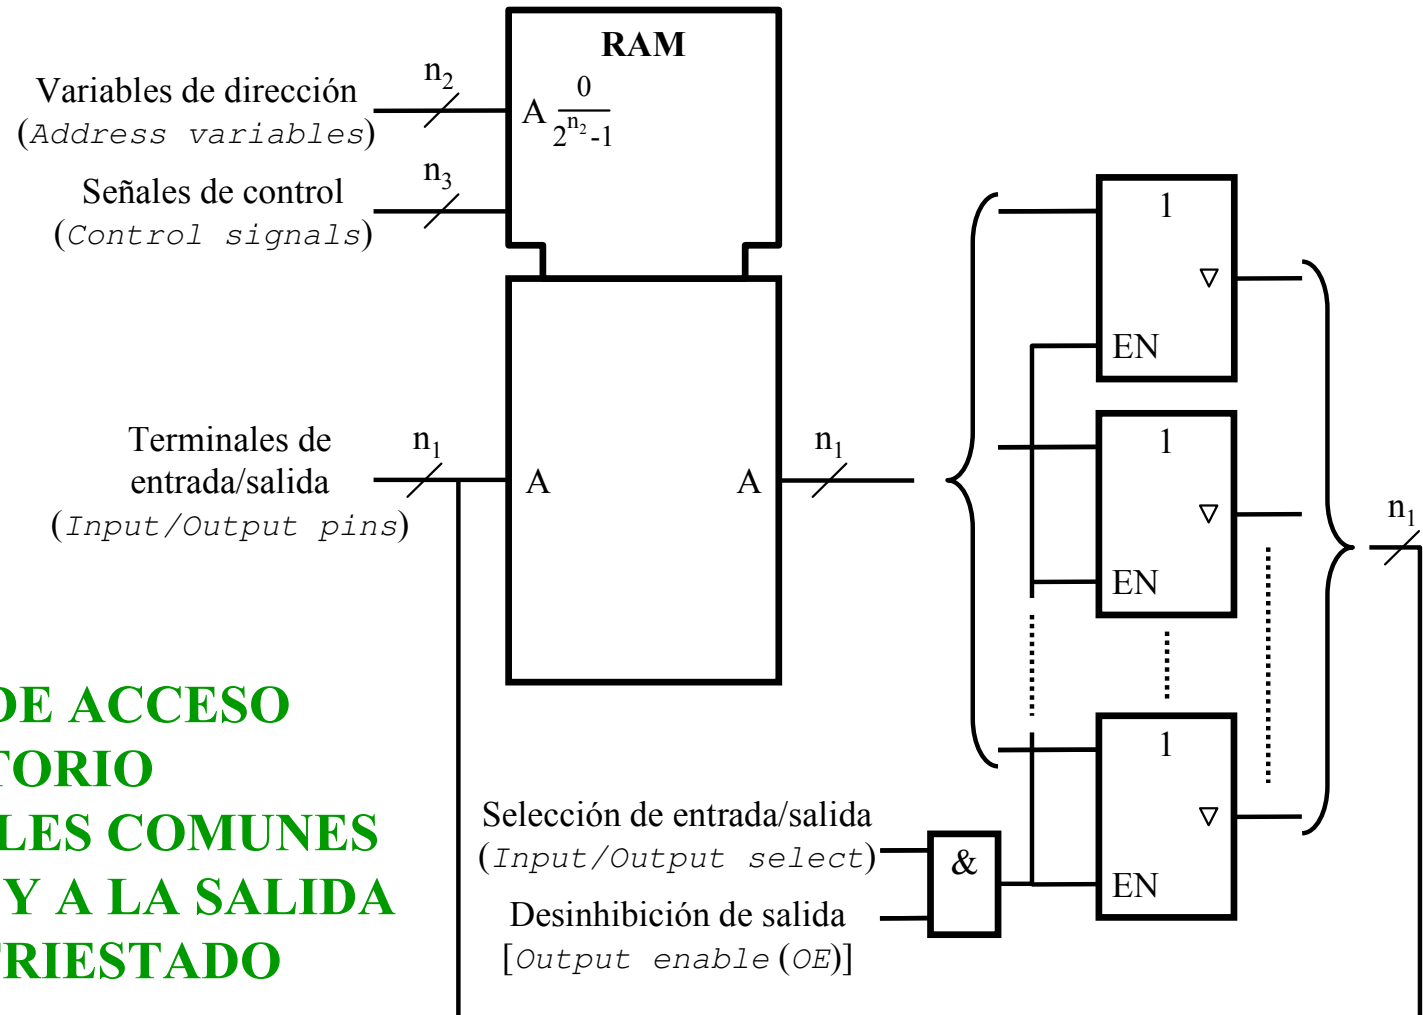 RAM
n2
Variables de dirección
(Address variables)
A 0
2^n2-1
n3
Señales de control
(Control signals)
1
▽
EN
Terminales de
entrada/salida
(Input/Output pins)
n1
A
A
n1
1
▽
EN
n1
DE ACCESO
TORIO
LES COMUNES
Y A LA SALIDA
TRIESTADO
1
▽
EN
Selección de entrada/salida
(Input/Output select)
&
Desinhibición de salida
[Output enable (OE)]